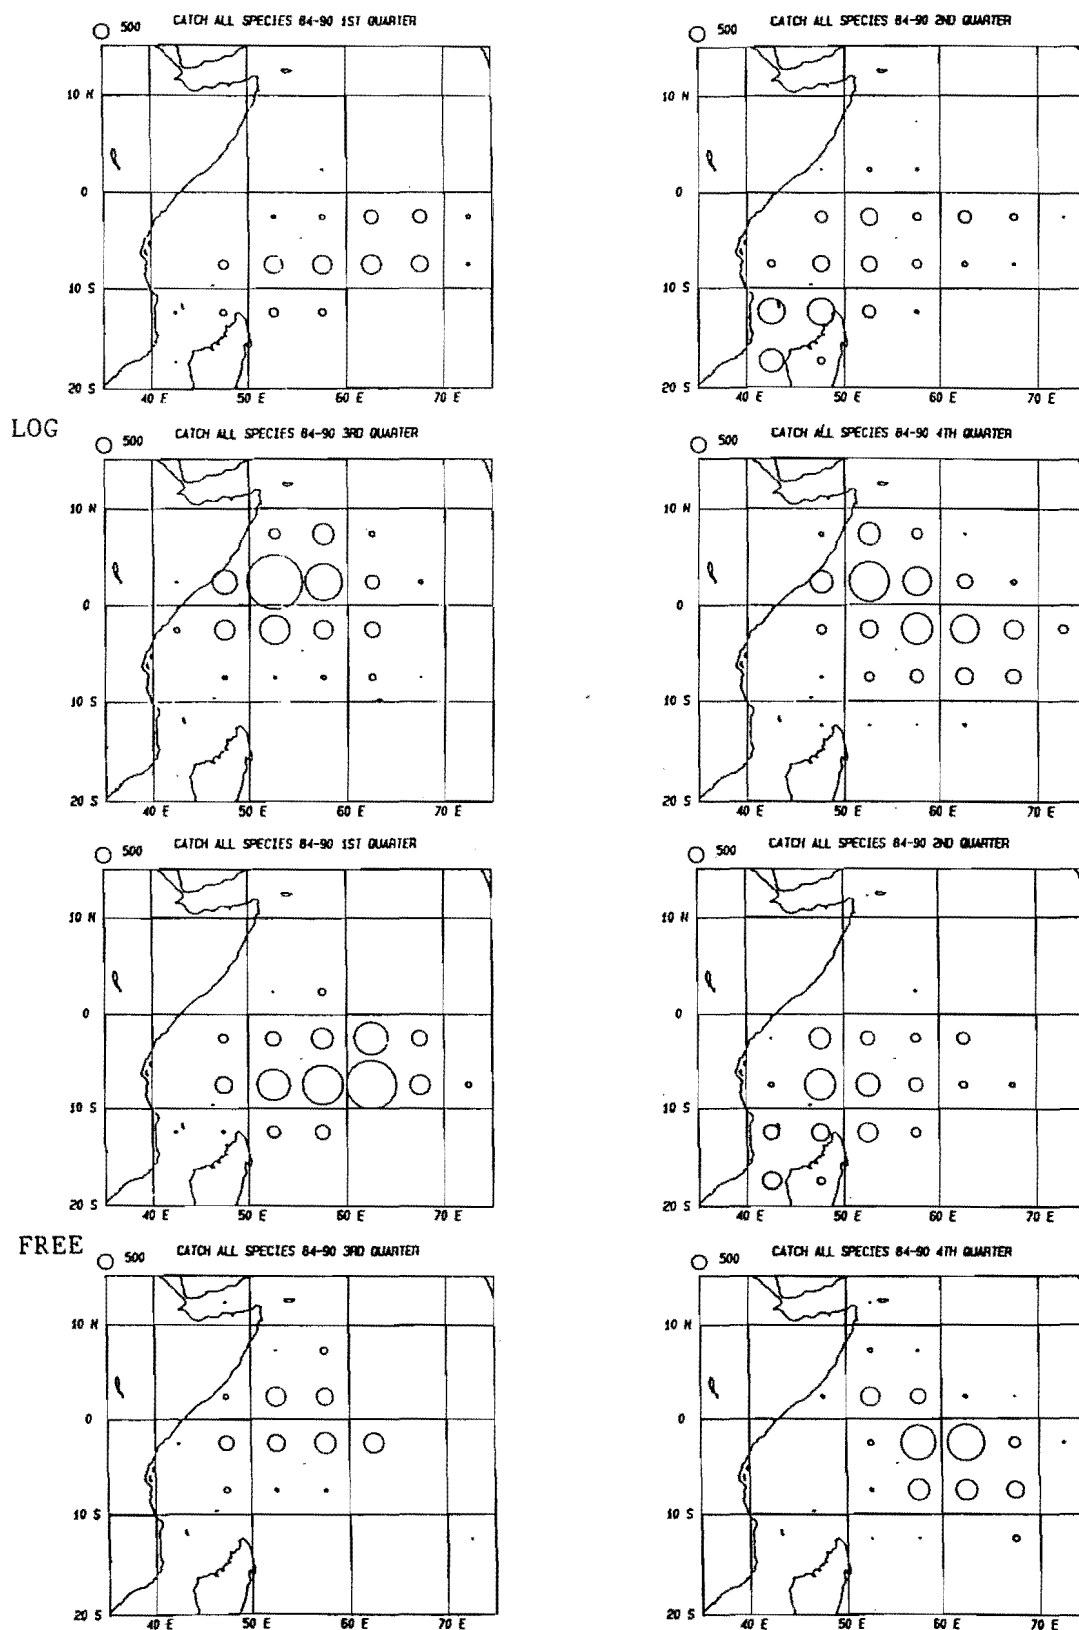 500 CATCH ALL SPECIES 84-90 1ST QUARTER
10 N
0
10 S
20 S
40 E 50 E 60 E 70 E
500 CATCH ALL SPECIES 84-90 2ND QUARTER
10 N
0
10 S
20 S
40 E 50 E 60 E 70 E
LOG
500 CATCH ALL SPECIES 84-90 3RD QUARTER
10 N
0
10 S
20 S
40 E 50 E 60 E 70 E
500 CATCH ALL SPECIES 84-90 4TH QUARTER
10 N
0
10 S
20 S
40 E 50 E 60 E 70 E
500 CATCH ALL SPECIES 84-90 1ST QUARTER
10 N
0
10 S
20 S
40 E 50 E 60 E 70 E
500 CATCH ALL SPECIES 84-90 2ND QUARTER
10 N
0
10 S
20 S
40 E 50 E 60 E 70 E
FREE
500 CATCH ALL SPECIES 84-90 3RD QUARTER
10 N
0
10 S
20 S
40 E 50 E 60 E 70 E
500 CATCH ALL SPECIES 84-90 4TH QUARTER
10 N
0
10 S
20 S
40 E 50 E 60 E 70 E